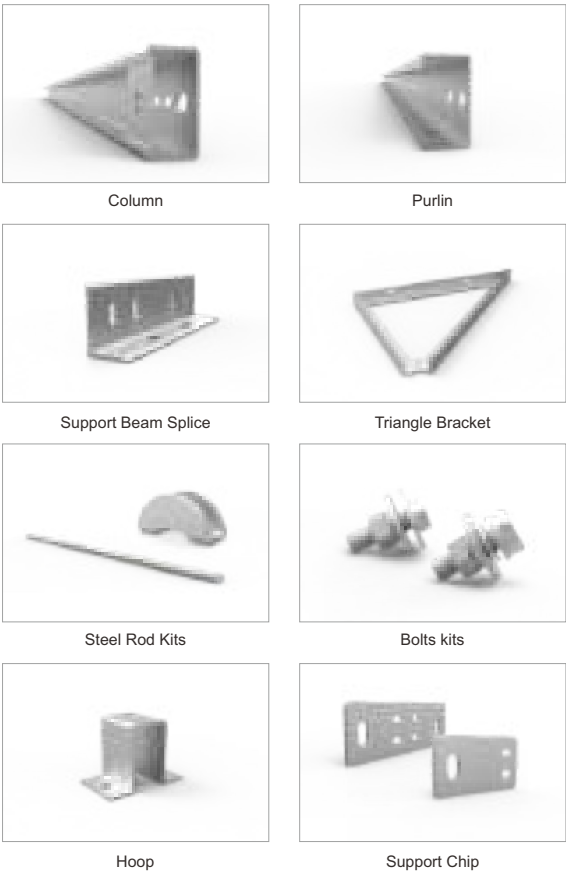 Column
Purlin
Support Beam Splice
Triangle Bracket
Steel Rod Kits
Bolts kits
Hoop
Support Chip